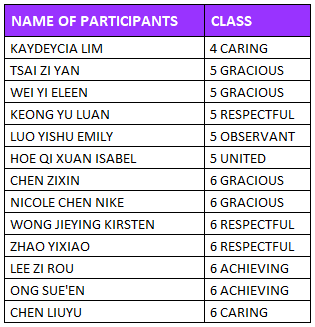 NAME OF PARTICIPANTS CLASS
KAYDEYCIA LIM 4 CARING
TSAI ZI YAN 5 GRACIOUS
WEI YI ELEEN 5 GRACIOUS
KEONG YU LUAN 5 RESPECTFUL
LUO YISHU EMILY 5 OBSERVANT
HOE QI XUAN ISABEL 5 UNITED
CHEN ZIXIN 6 GRACIOUS
NICOLE CHEN NIKE 6 GRACIOUS
WONG JIEYING KIRSTEN 6 RESPECTFUL
ZHAO YIXIAO 6 RESPECTFUL
LEE ZI ROU 6 ACHIEVING
ONG SUE'EN 6 ACHIEVING
CHEN LIUYU 6 CARING